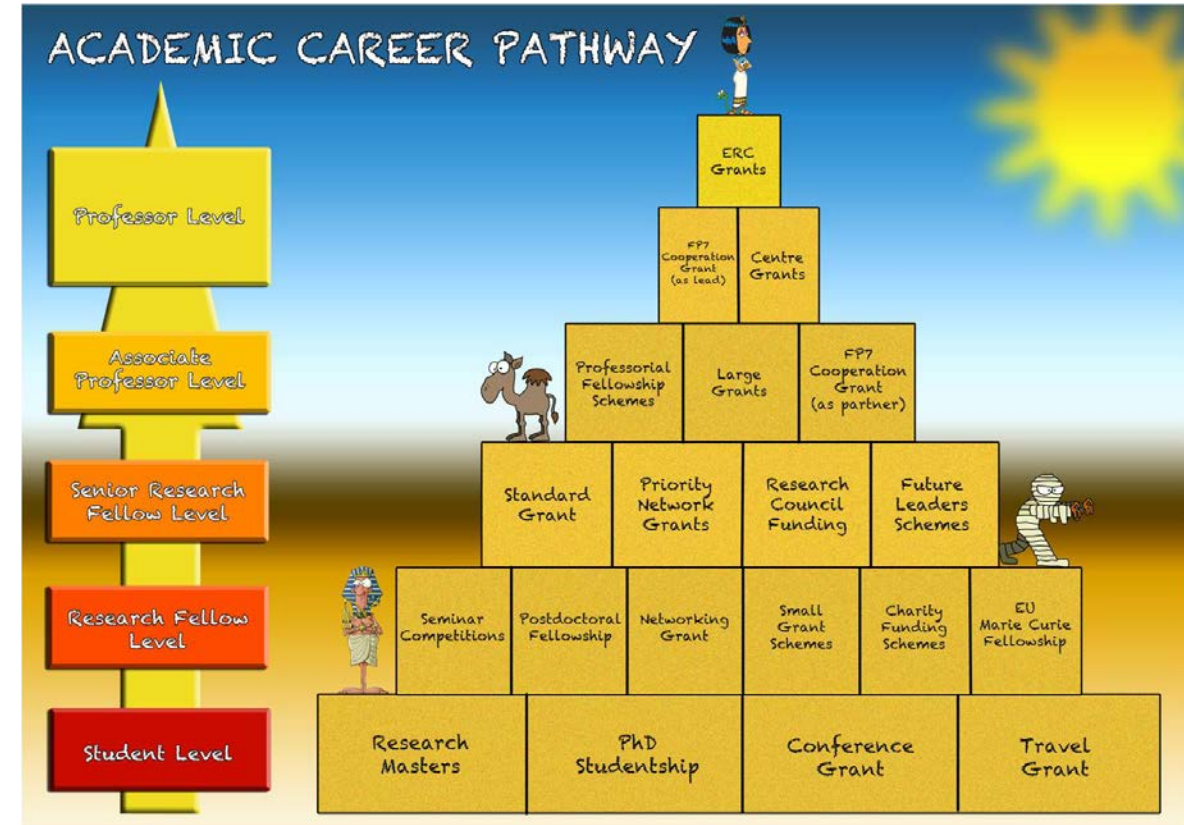 ACADEMIC CAREER PATHWAY
Professor Level
Associate
Professor Level
Senior Research
Fellow Level
Research Fellow
Level
Student Level
ERC
Grants
FP7
Cooperation
Grant
(as lead)
Centre
Grants
Professorial
Fellowship
Schemes
Large
Grants
FP7
Cooperation
Grant
(as partner)
Standard
Grant
Priority
Network
Grants
Research
Council
Funding
Future
Leaders
Schemes
Seminar
Competitions
Postdoctoral
Fellowship
Networking
Grant
Small
Grant
Schemes
Charity
Funding
Schemes
EU
Marie Curie
Fellowship
Research
Masters
PhD
Studentship
Conference
Grant
Travel
Grant